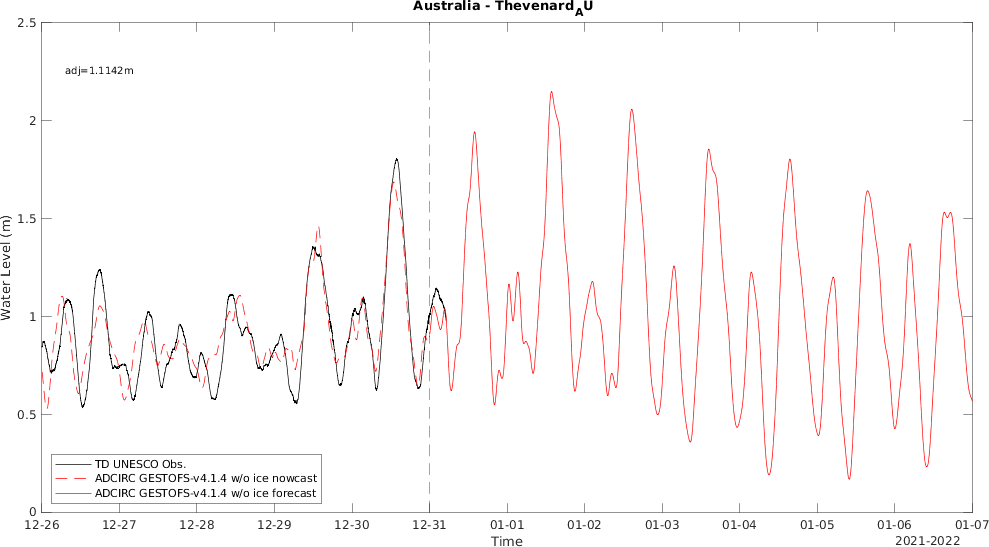 Australia - Thevenard_AU
2.5
adj=1.1142m
2
1.5
Water Level (m)
1
0.5
TD UNESCO Obs.
ADCIRC GESTOFS-v4.1.4 w/o ice nowcast
ADCIRC GESTOFS-v4.1.4 w/o ice forecast
0
12-26 12-27 12-28 12-29 12-30 12-31 01-01 01-02 01-03 01-04 01-05 01-06 01-07
Time
2021-2022